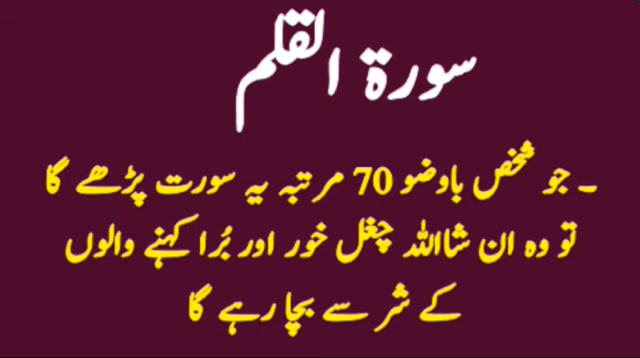 سورۃ القلم
۔ جو شخص باوضو 70 مرتبہ یہ سورت پڑھے گا
تو وہ ان شااللہ چغل خور اور بُرا کہنے والوں
کے شر سے بچا رہے گا